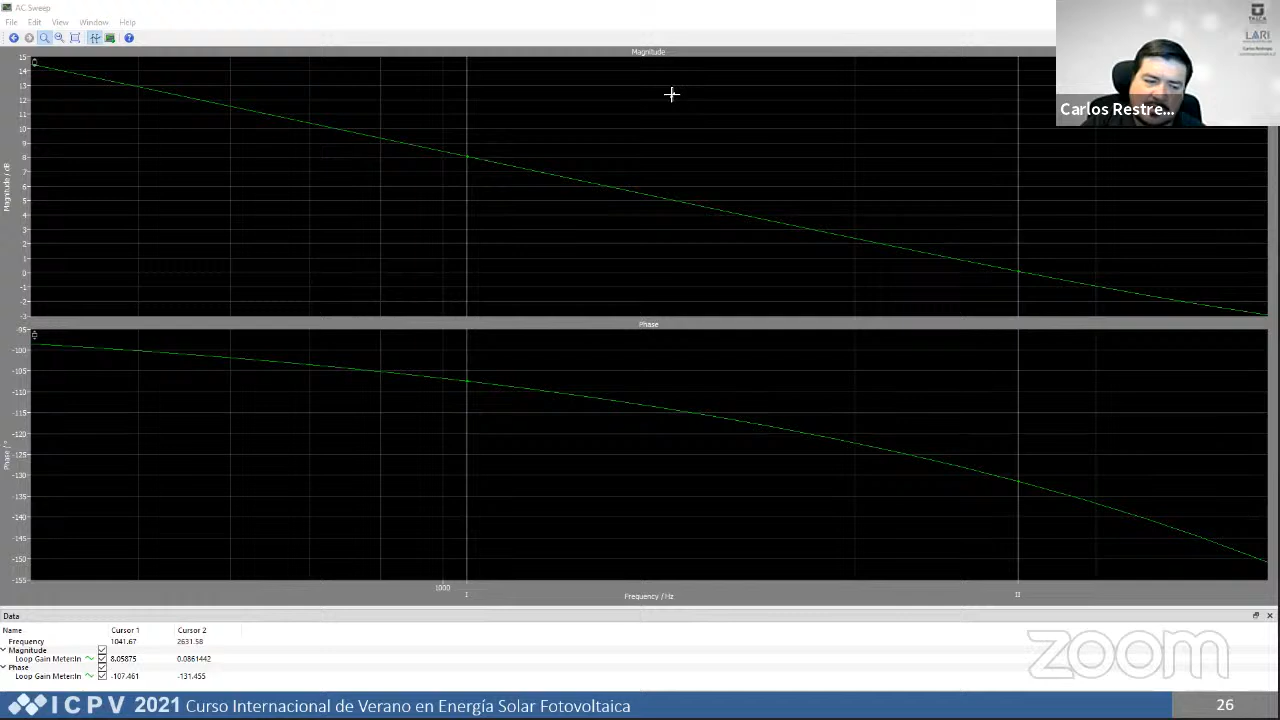 AC Sweep
File Edit View Window Help
TALCA
LARI
Carlos Restrepo
Carlos Restre...
Magnitude
15
14
13
12
11
10
9
8
7
6
5
4
3
2
1
0
-1
-2
-3
Magnitude / dB
Phase
-95
-100
-105
-110
-115
-120
-125
-130
-135
-140
-145
-150
-155
Phase / °
1000
I
II
Frequency / Hz
Data
Name Cursor 1 Cursor 2
Frequency 1041.67 2631.58
Magnitude
Loop Gain Meter:In 8.05875 0.0861442
Phase
Loop Gain Meter:In -107.461 -131.455
zoom
ICPV 2021 Curso Internacional de Verano en Energía Solar Fotovoltaica
26